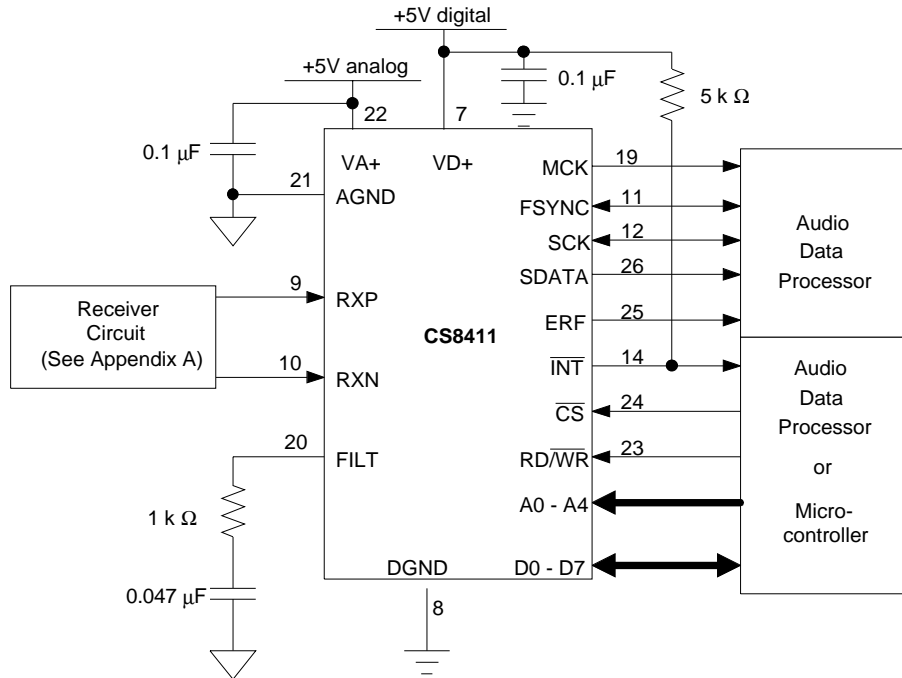 +5V digital
+5V analog
0.1 μF
5 k Ω
22
7
0.1 μF
VA+
VD+
MCK
19
21
AGND
FSYNC
11
SCK
12
SDATA
26
Audio
Data
Processor
9
RXP
ERF
25
Receiver
Circuit
(See Appendix A)
CS8411
INT
14
10
RXN
CS
24
Audio
Data
Processor
or
Micro-
controller
20
FILT
RD/WR
23
1 k Ω
A0 - A4
DGND
D0 - D7
0.047 μF
8